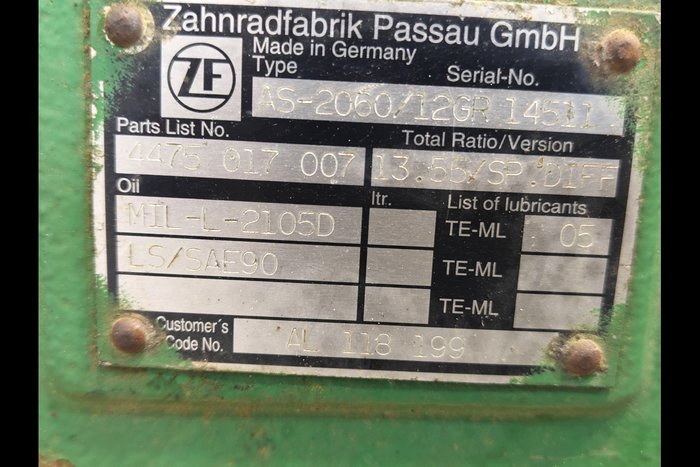 Zahnradfabrik Passau GmbH
ZF
Made in Germany
Type Serial-No.
AS-2060/12GR 14511
Parts List No. Total Ratio/Version
4475 017 007 13.55/SP.DIFF
Oil ltr. List of lubricants
MIL-L-2105D TE-ML 05
LS/SAE90 TE-ML
TE-ML
Customer´s
Code No. AL 118 199